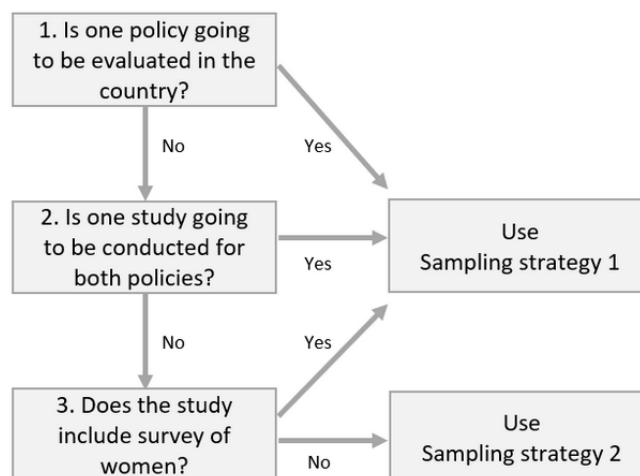 1. Is one policy going
to be evaluated in the
country?
No
Yes
2. Is one study going
to be conducted for
both policies?
Yes
Use
Sampling strategy 1
No
Yes
3. Does the study
include survey of
women?
No
Use
Sampling strategy 2